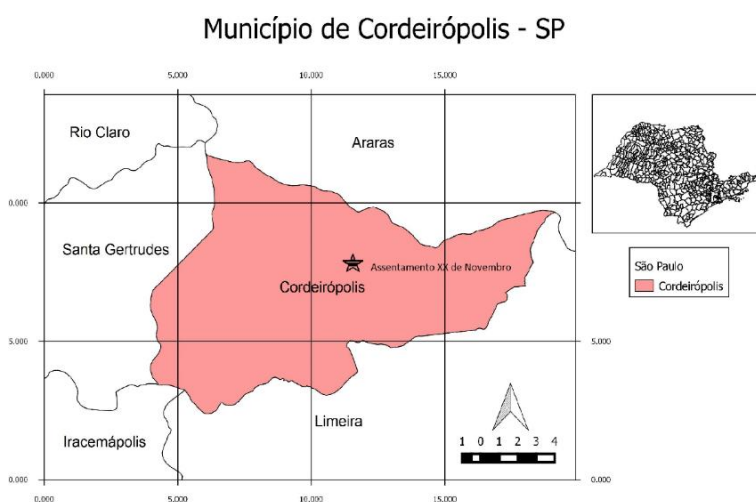 Município de Cordeirópolis - SP
0.000 5.000 10.000 15.000
Rio Claro
Araras
0.000 0.000
Santa Gertrudes
Assentamento XX de Novembro
Cordeirópolis
São Paulo
Cordeirópolis
5.000 5.000
Limeira
Iracemápolis
1 0 1 2 3 4
0.000 0.000
0.000 5.000 10.000 15.000